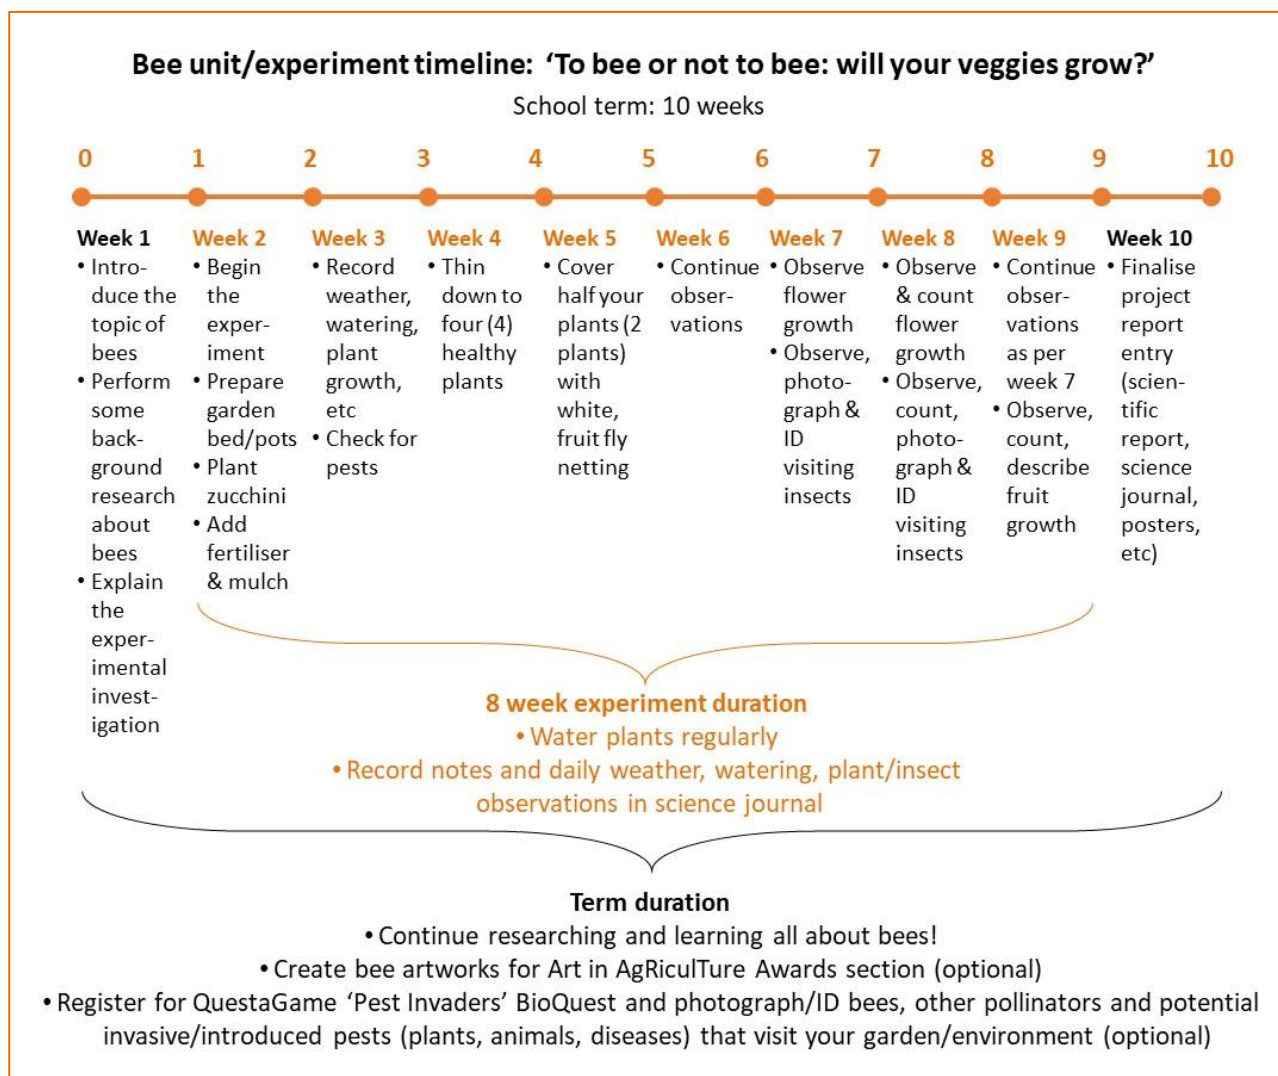 Bee unit/experiment timeline: ‘To bee or not to bee: will your veggies grow?’
School term: 10 weeks
0 1 2 3 4 5 6 7 8 9 10
Week 1
• Intro-
duce the
topic of
bees
• Perform
some
back-
ground
research
about
bees
• Explain
the
exper-
imental
invest-
igation
Week 2
• Begin
the
exper-
iment
• Prepare
garden
bed/pots
• Plant
zucchini
• Add
fertiliser
& mulch
Week 3
• Record
weather,
watering,
plant
growth,
etc
• Check for
pests
Week 4
• Thin
down to
four (4)
healthy
plants
Week 5
• Cover
half your
plants (2
plants)
with
white,
fruit fly
netting
Week 6
• Continue
obser-
vations
Week 7
• Observe
flower
growth
• Observe,
photo-
graph &
ID
visiting
insects
Week 8
• Observe
& count
flower
growth
• Observe,
count,
photo-
graph &
ID
visiting
insects
Week 9
• Continue
obser-
vations
as per
week 7
• Observe,
count,
describe
fruit
growth
Week 10
• Finalise
project
report
entry
(scien-
tific
report,
science
journal,
posters,
etc)
8 week experiment duration
• Water plants regularly
• Record notes and daily weather, watering, plant/insect
observations in science journal
Term duration
• Continue researching and learning all about bees!
• Create bee artworks for Art in AgRiculTure Awards section (optional)
• Register for QuestaGame ‘Pest Invaders’ BioQuest and photograph/ID bees, other pollinators and potential
invasive/introduced pests (plants, animals, diseases) that visit your garden/environment (optional)